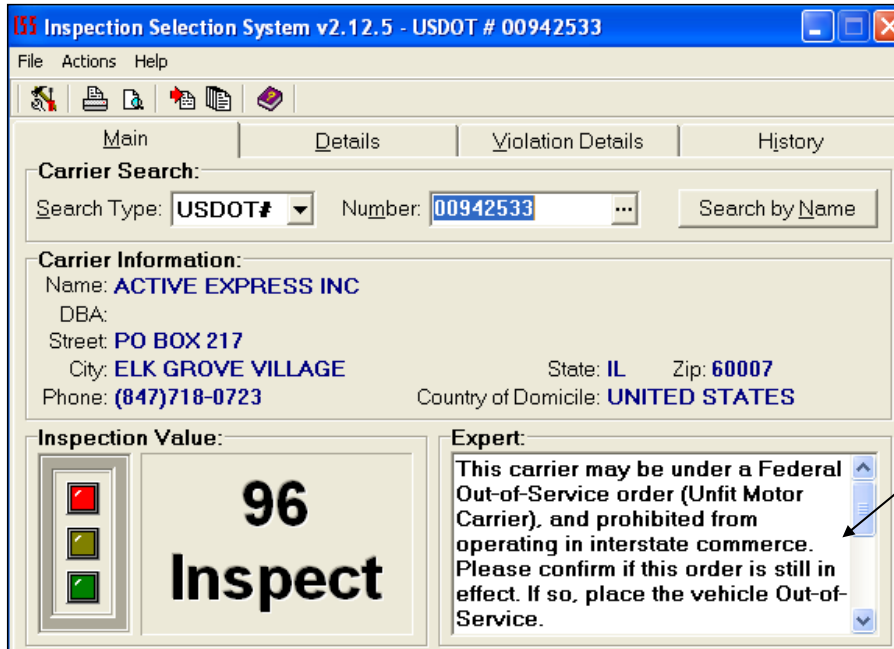 ISS Inspection Selection System v2.12.5 - USDOT # 00942533
File Actions Help
Main Details Violation Details History
Carrier Search:
Search Type: USDOT# Number: 00942533 ... Search by Name
Carrier Information:
Name: ACTIVE EXPRESS INC
DBA:
Street: PO BOX 217
City: ELK GROVE VILLAGE State: IL Zip: 60007
Phone: (847)718-0723 Country of Domicile: UNITED STATES
Inspection Value:
96
Inspect
Expert:
This carrier may be under a Federal
Out-of-Service order (Unfit Motor
Carrier), and prohibited from
operating in interstate commerce.
Please confirm if this order is still in
effect. If so, place the vehicle Out-of-
Service.